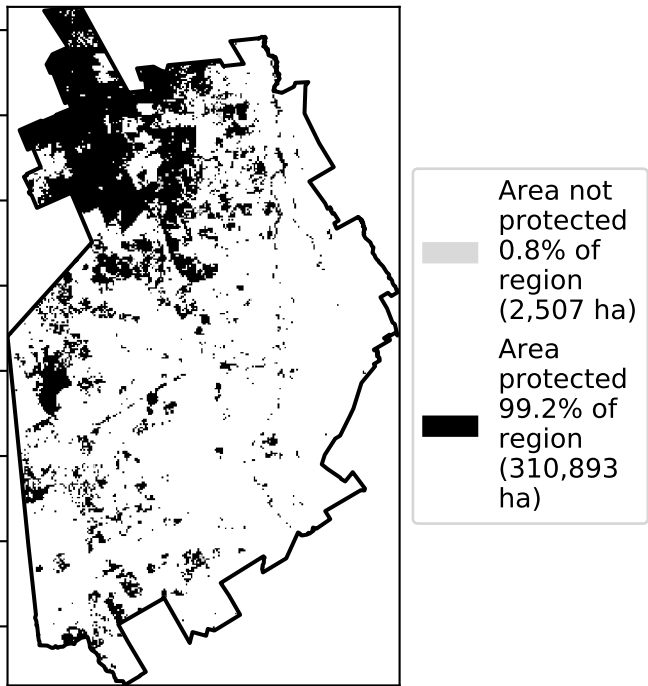 Area not
protected
0.8% of
region
(2,507 ha)
Area
protected
99.2% of
region
(310,893
ha)